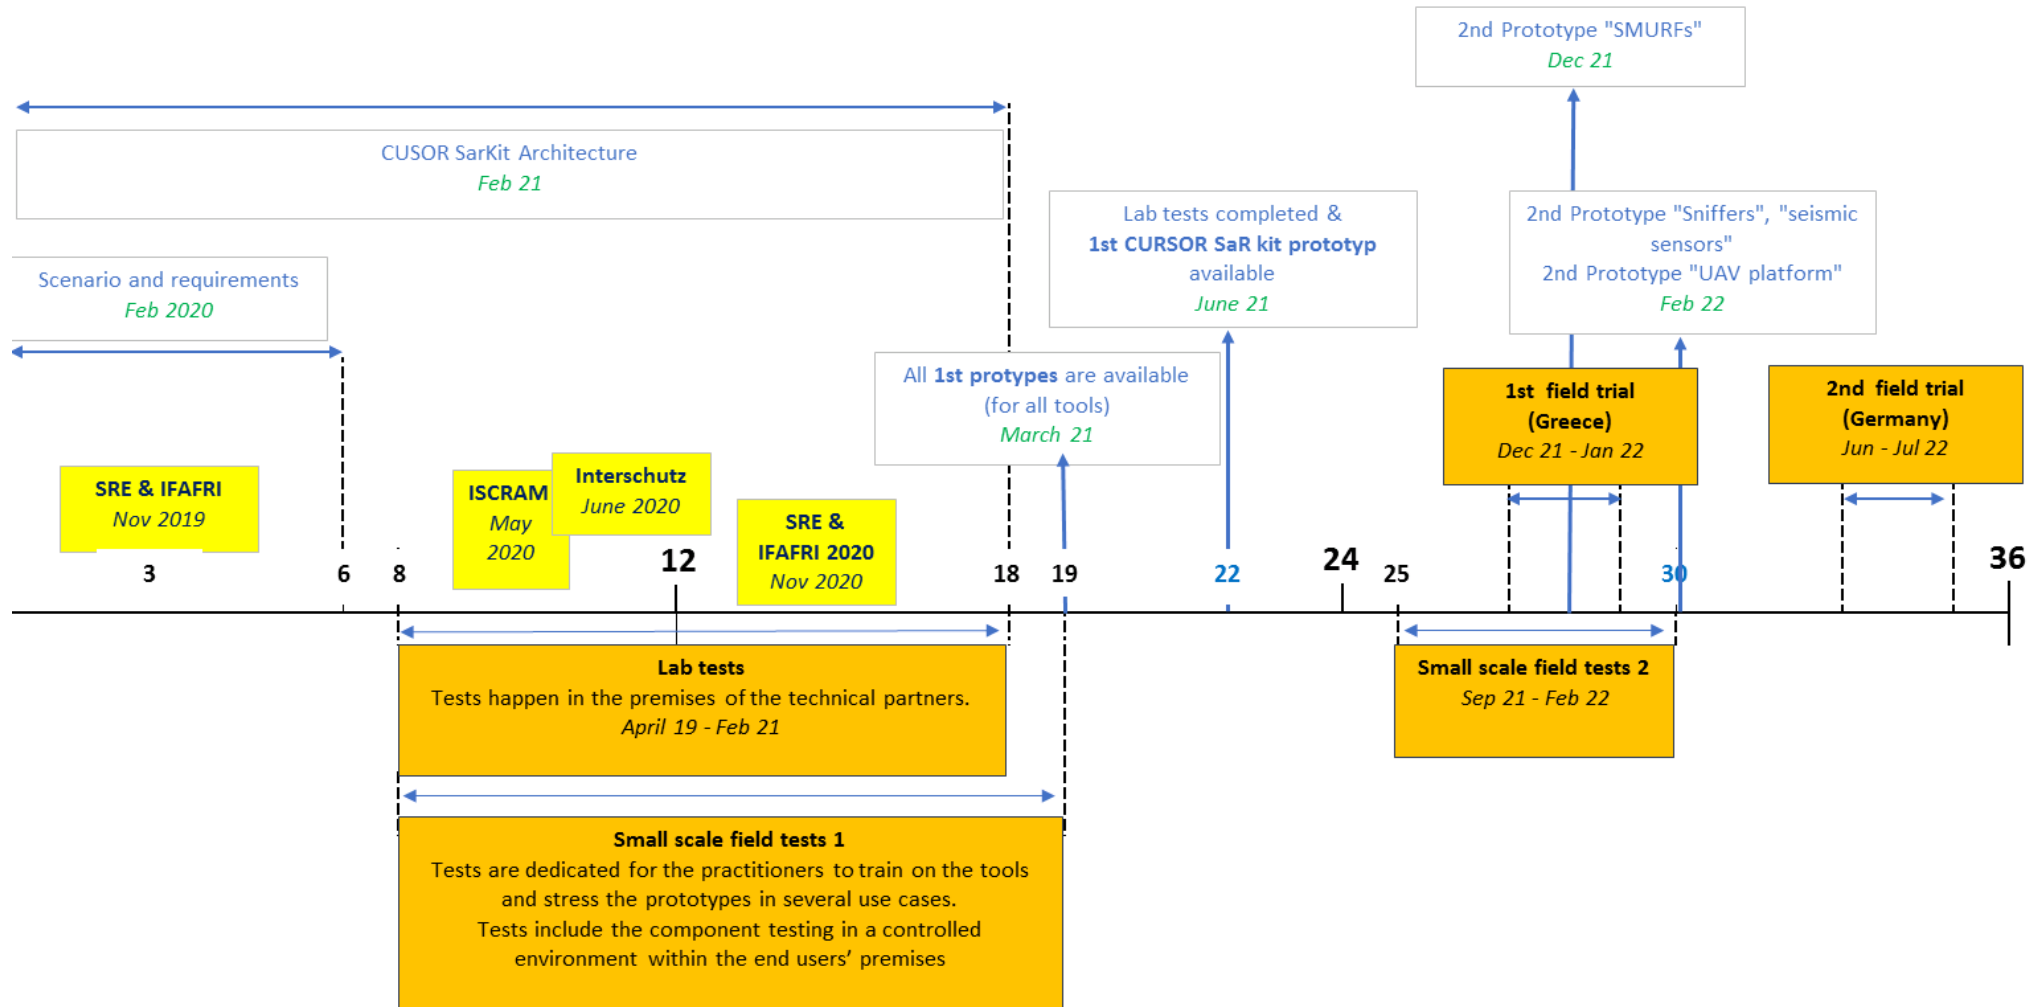 2nd Prototype "SMURFs"
Dec 21
CUSOR SarKit Architecture
Feb 21
Scenario and requirements
Feb 2020
Lab tests completed &
1st CURSOR SaR kit prototyp
available
June 21
2nd Prototype "Sniffers", "seismic
sensors"
2nd Prototype "UAV platform"
Feb 22
All 1st protypes are available
(for all tools)
March 21
1st field trial
(Greece)
Dec 21 - Jan 22
2nd field trial
(Germany)
Jun - Jul 22
SRE & IFAFRI
Nov 2019
ISCRAM
May
2020
Interschutz
June 2020
SRE &
IFAFRI 2020
Nov 2020
3 6 8 12 18 19 22 24 25 30 36
Lab tests
Tests happen in the premises of the technical partners.
April 19 - Feb 21
Small scale field tests 2
Sep 21 - Feb 22
Small scale field tests 1
Tests are dedicated for the practitioners to train on the tools
and stress the prototypes in several use cases.
Tests include the component testing in a controlled
environment within the end users’ premises